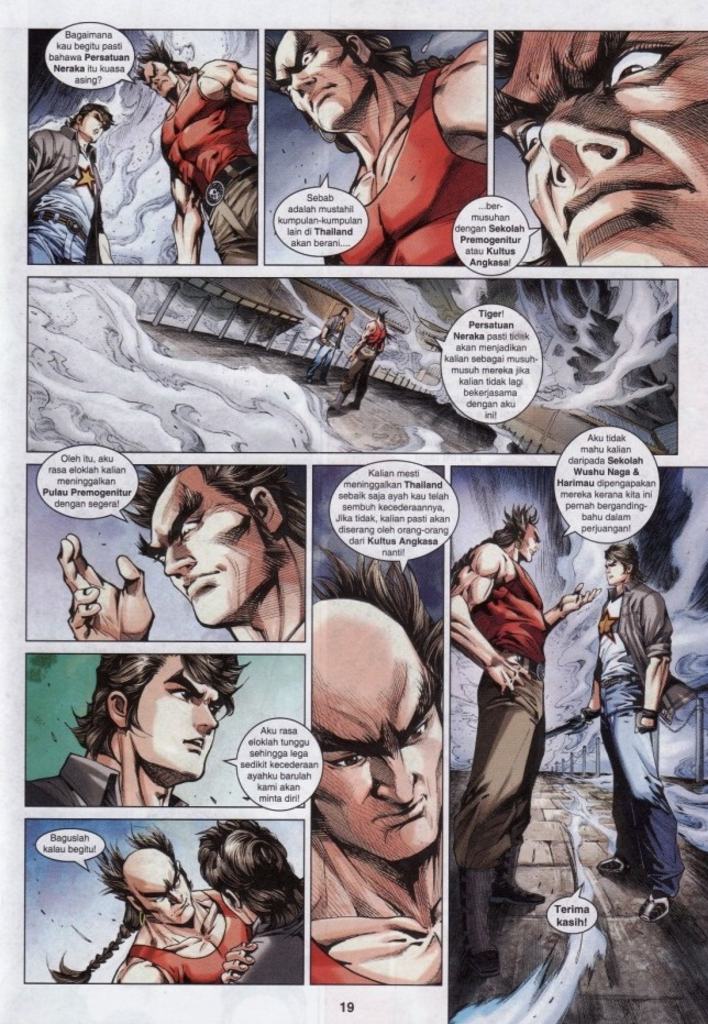 Bagaimana
kau begitu pasti
bahawa Persatuan
Neraka itu kuasa
asing?
Sebab
adalah mustahil
kumpulan-kumpulan
lain di Thailand
akan berani....
...ber-
musuhan
dengan Sekolah
Premogenitur
atau Kultus
Angkasa!
Tiger!
Persatuan
Neraka pasti tidak
akan menjadikan
kalian sebagai musuh-
musuh mereka jika
kalian tidak lagi
bekerjasama
dengan aku
ini!
Oleh itu, aku
rasa eloklah kalian
meninggalkan
Pulau Premogenitur
dengan segera!
Aku rasa
eloklah tunggu
sehingga lega
sedikit kecederaan
ayahku barulah
kami akan
minta diri!
Baguslah
kalau begitu!
Kalian mesti
meninggalkan Thailand
sebaik saja ayah kau telah
sembuh kecederaannya,
Jika tidak, kalian pasti akan
diserang oleh orang-orang
dari Kultus Angkasa
nanti!
Aku tidak
mahu kalian
daripada Sekolah
Wushu Naga &
Harimau dipengapakan
mereka kerana kita ini
pernah berganding-
bahu dalam
perjuangan!
Terima
kasih!
19